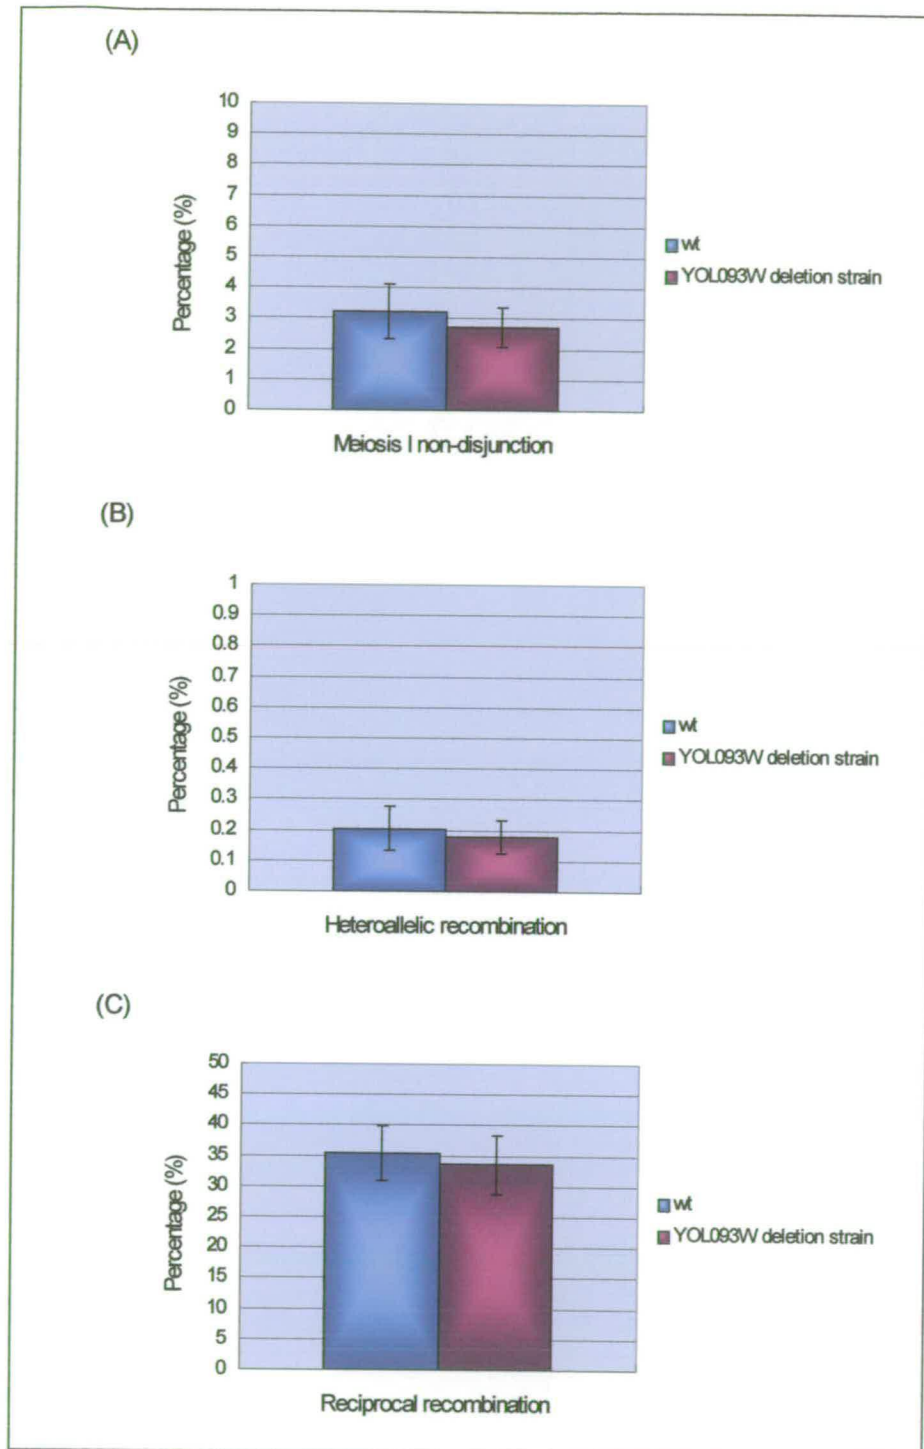 (A)
10
9
8
7
6
5
4
3
2
1
0
Percentage (%)
Meiosis I non-disjunction
wt
YOL093W deletion strain
(B)
1
0.9
0.8
0.7
0.6
0.5
0.4
0.3
0.2
0.1
0
Percentage (%)
Heteroallelic recombination
wt
YOL093W deletion strain
(C)
50
45
40
35
30
25
20
15
10
5
0
Percentage (%)
Reciprocal recombination
wt
YOL093W deletion strain